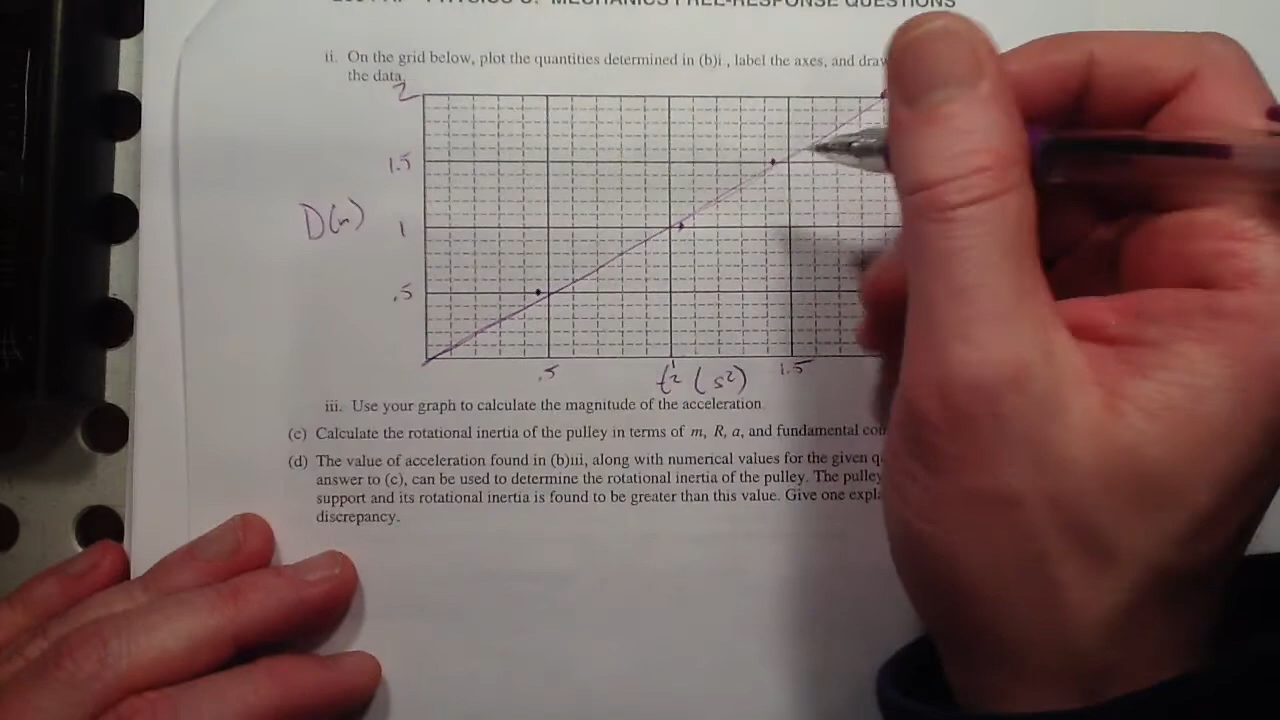 PHYSICS C: MECHANICS FREE-RESPONSE QUESTIONS
ii. On the grid below, plot the quantities determined in (b)i., label the axes, and draw
the data.
2
1.5
D(m)
1
.5
.5
1
t² (s²)
1.5
iii. Use your graph to calculate the magnitude of the acceleration.
(c) Calculate the rotational inertia of the pulley in terms of m, R, a, and fundamental
(d) The value of acceleration found in (b)iii, along with numerical values for the given
answer to (c), can be used to determine the rotational inertia of the pulley. The pulley
support and its rotational inertia is found to be greater than this value. Give one
discrepancy.